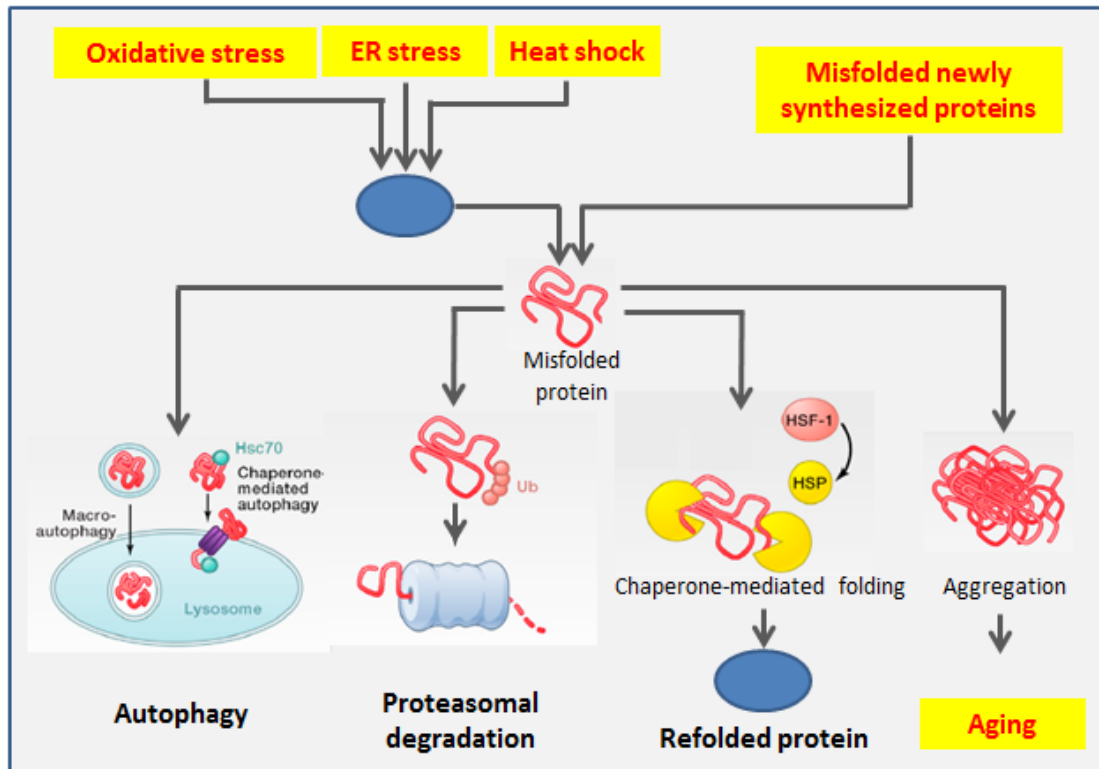 Oxidative stress
ER stress
Heat shock
Misfolded newly
synthesized proteins
Misfolded
protein
Hsc70
Chaperone-
mediated
autophagy
Macro-
autophagy
Lysosome
Ub
HSF-1
HSP
Chaperone-mediated folding
Aggregation
Autophagy
Proteasomal
degradation
Refolded protein
Aging